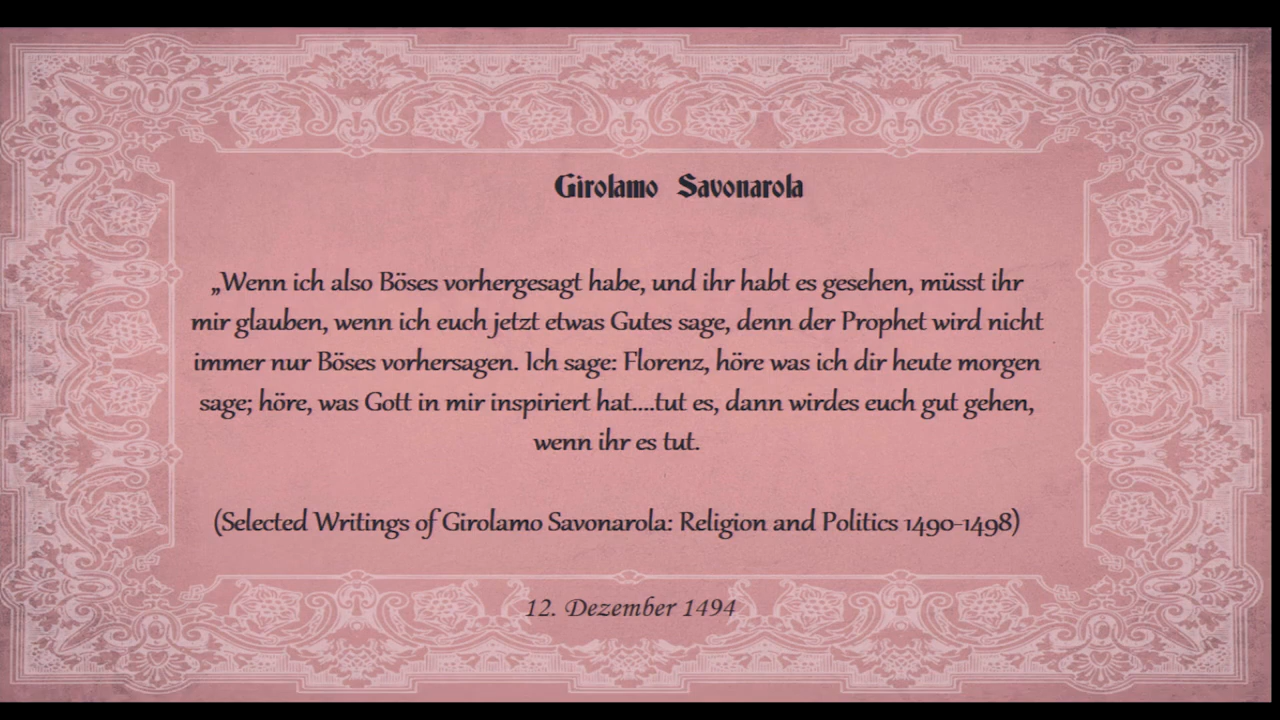 Girolamo Savonarola
„Wenn ich also Böses vorhergesagt habe, und ihr habt es gesehen, müsst ihr
mir glauben, wenn ich euch jetzt etwas Gutes sage, denn der Prophet wird nicht
immer nur Böses vorhersagen. Ich sage: Florenz, höre was ich dir heute morgen
sage; höre, was Gott in mir inspiriert hat....tut es, dann wirdes euch gut gehen,
wenn ihr es tut.
(Selected Writings of Girolamo Savonarola: Religion and Politics 1490-1498)
12. Dezember 1494